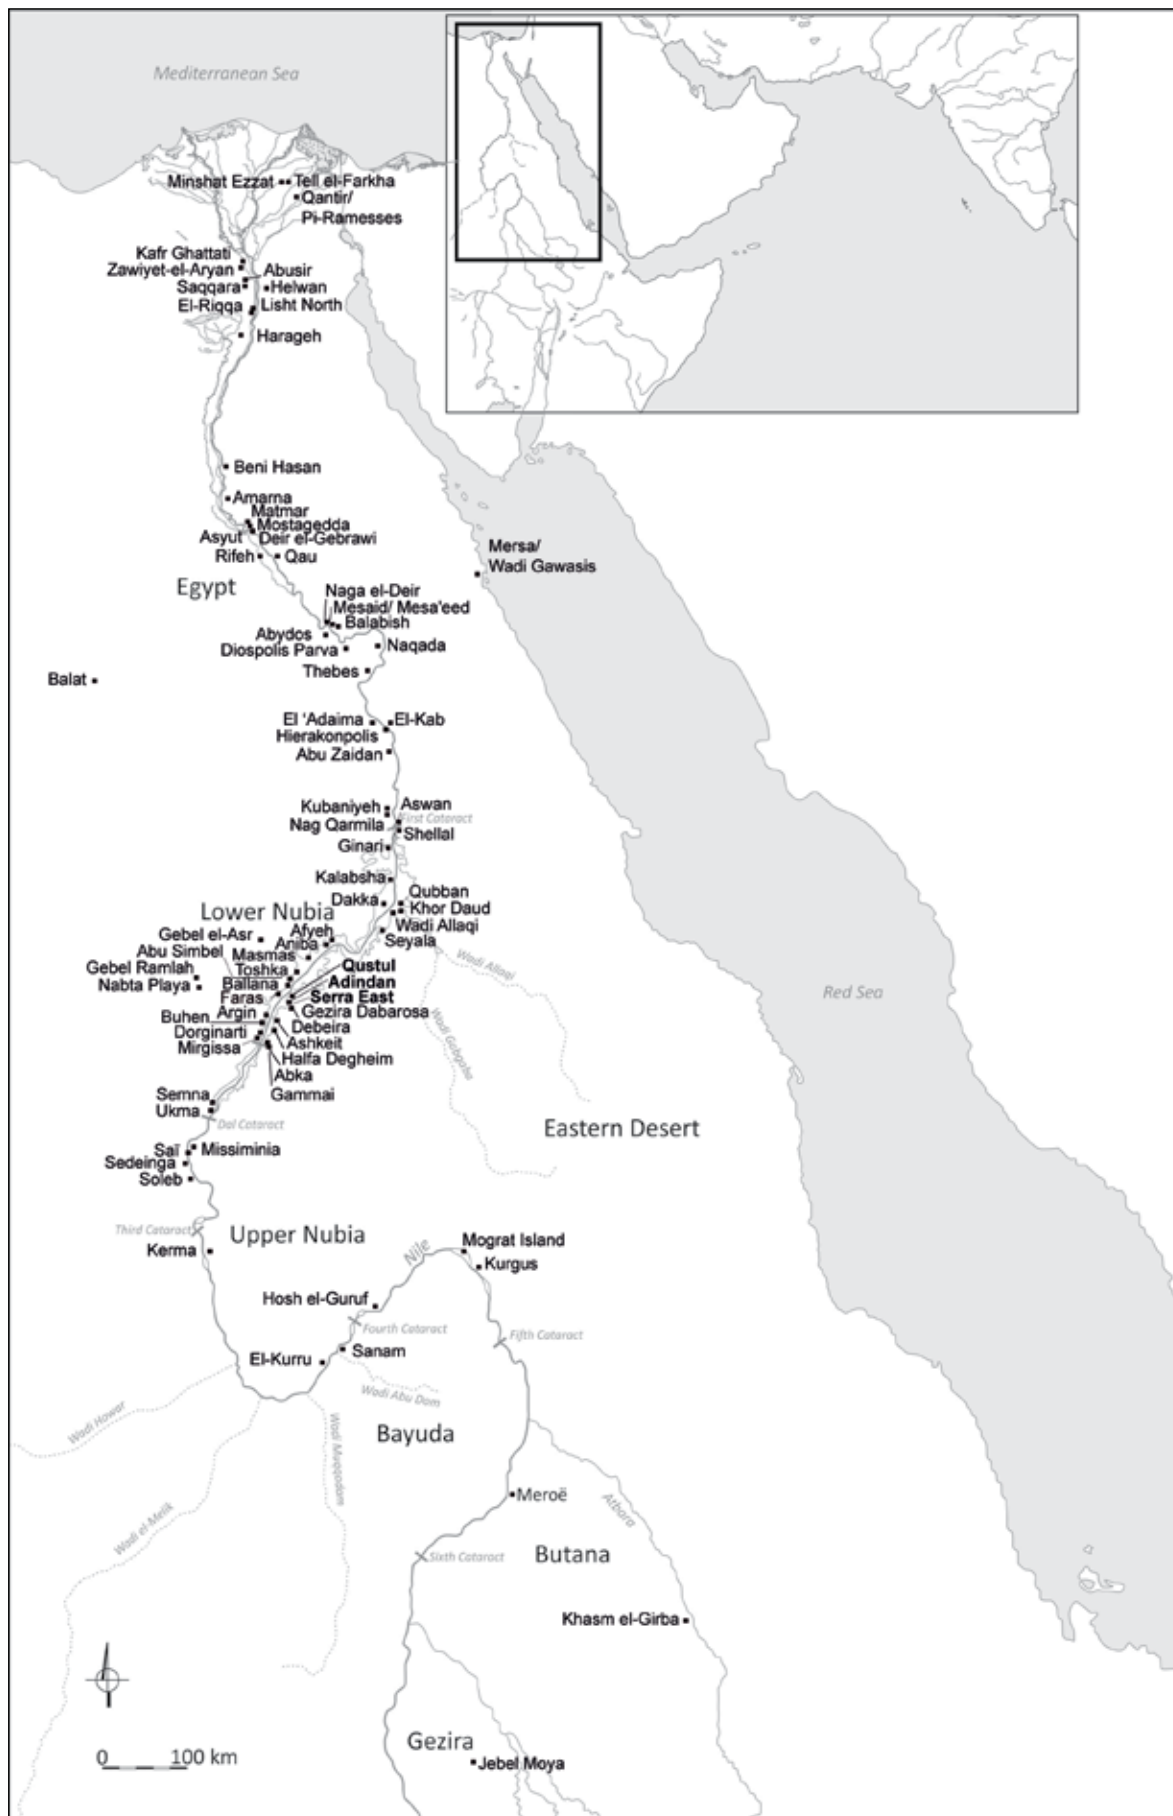 Mediterranean Sea
Minshat Ezzat
Tell el-Farkha
Qantir/
Pi-Ramesses
Kafr Ghattati
Zawiyet-el-Aryan
Abusir
Saqqara
Helwan
El-Riqqa
Lisht North
Harageh
Beni Hasan
Amarna
Matmar
Mostagedda
Asyut
Deir el-Gebrawi
Rifeh
Qau
Mersa/
Wadi Gawasis
Egypt
Naga el-Deir
Mesaid/ Mesa'eed
Balabish
Abydos
Diospolis Parva
Naqada
Thebes
Balat
El ‘Adaima
El-Kab
Hierakonpolis
Abu Zaidan
Kubaniyeh
Aswan
First Cataract
Nag Qarmila
Shellal
Ginari
Kalabsha
Dakka
Qubban
Khor Daud
Lower Nubia
Wadi Allaqi
Afyeh
Gebel el-Asr
Aniba
Seyala
Abu Simbel
Masmas
Wadi Allaqi
Gebel Ramlah
Toshka
Qustul
Nabta Playa
Ballana
Adindan
Faras
Serra East
Red Sea
Buhen
Argin
Gezira Dabarosa
Dorginarti
Debeira
Wadi Gabgaba
Mirgissa
Ashkeit
Halfa Degheim
Abka
Semna
Gammai
Ukma
Dal Cataract
Eastern Desert
Saï
Missiminia
Sedeinga
Soleb
Third Cataract
Upper Nubia
Kerma
Nile
Mograt Island
Kurgus
Hosh el-Guruf
Fourth Cataract
Fifth Cataract
Sanam
El-Kurru
Wadi Abu Dom
Wadi Howar
Wadi Muqqadam
Bayuda
Meroë
Atbara
Wadi el-Melik
Sixth Cataract
Butana
Khasm el-Girba
Gezira
0 100 km
Jebel Moya